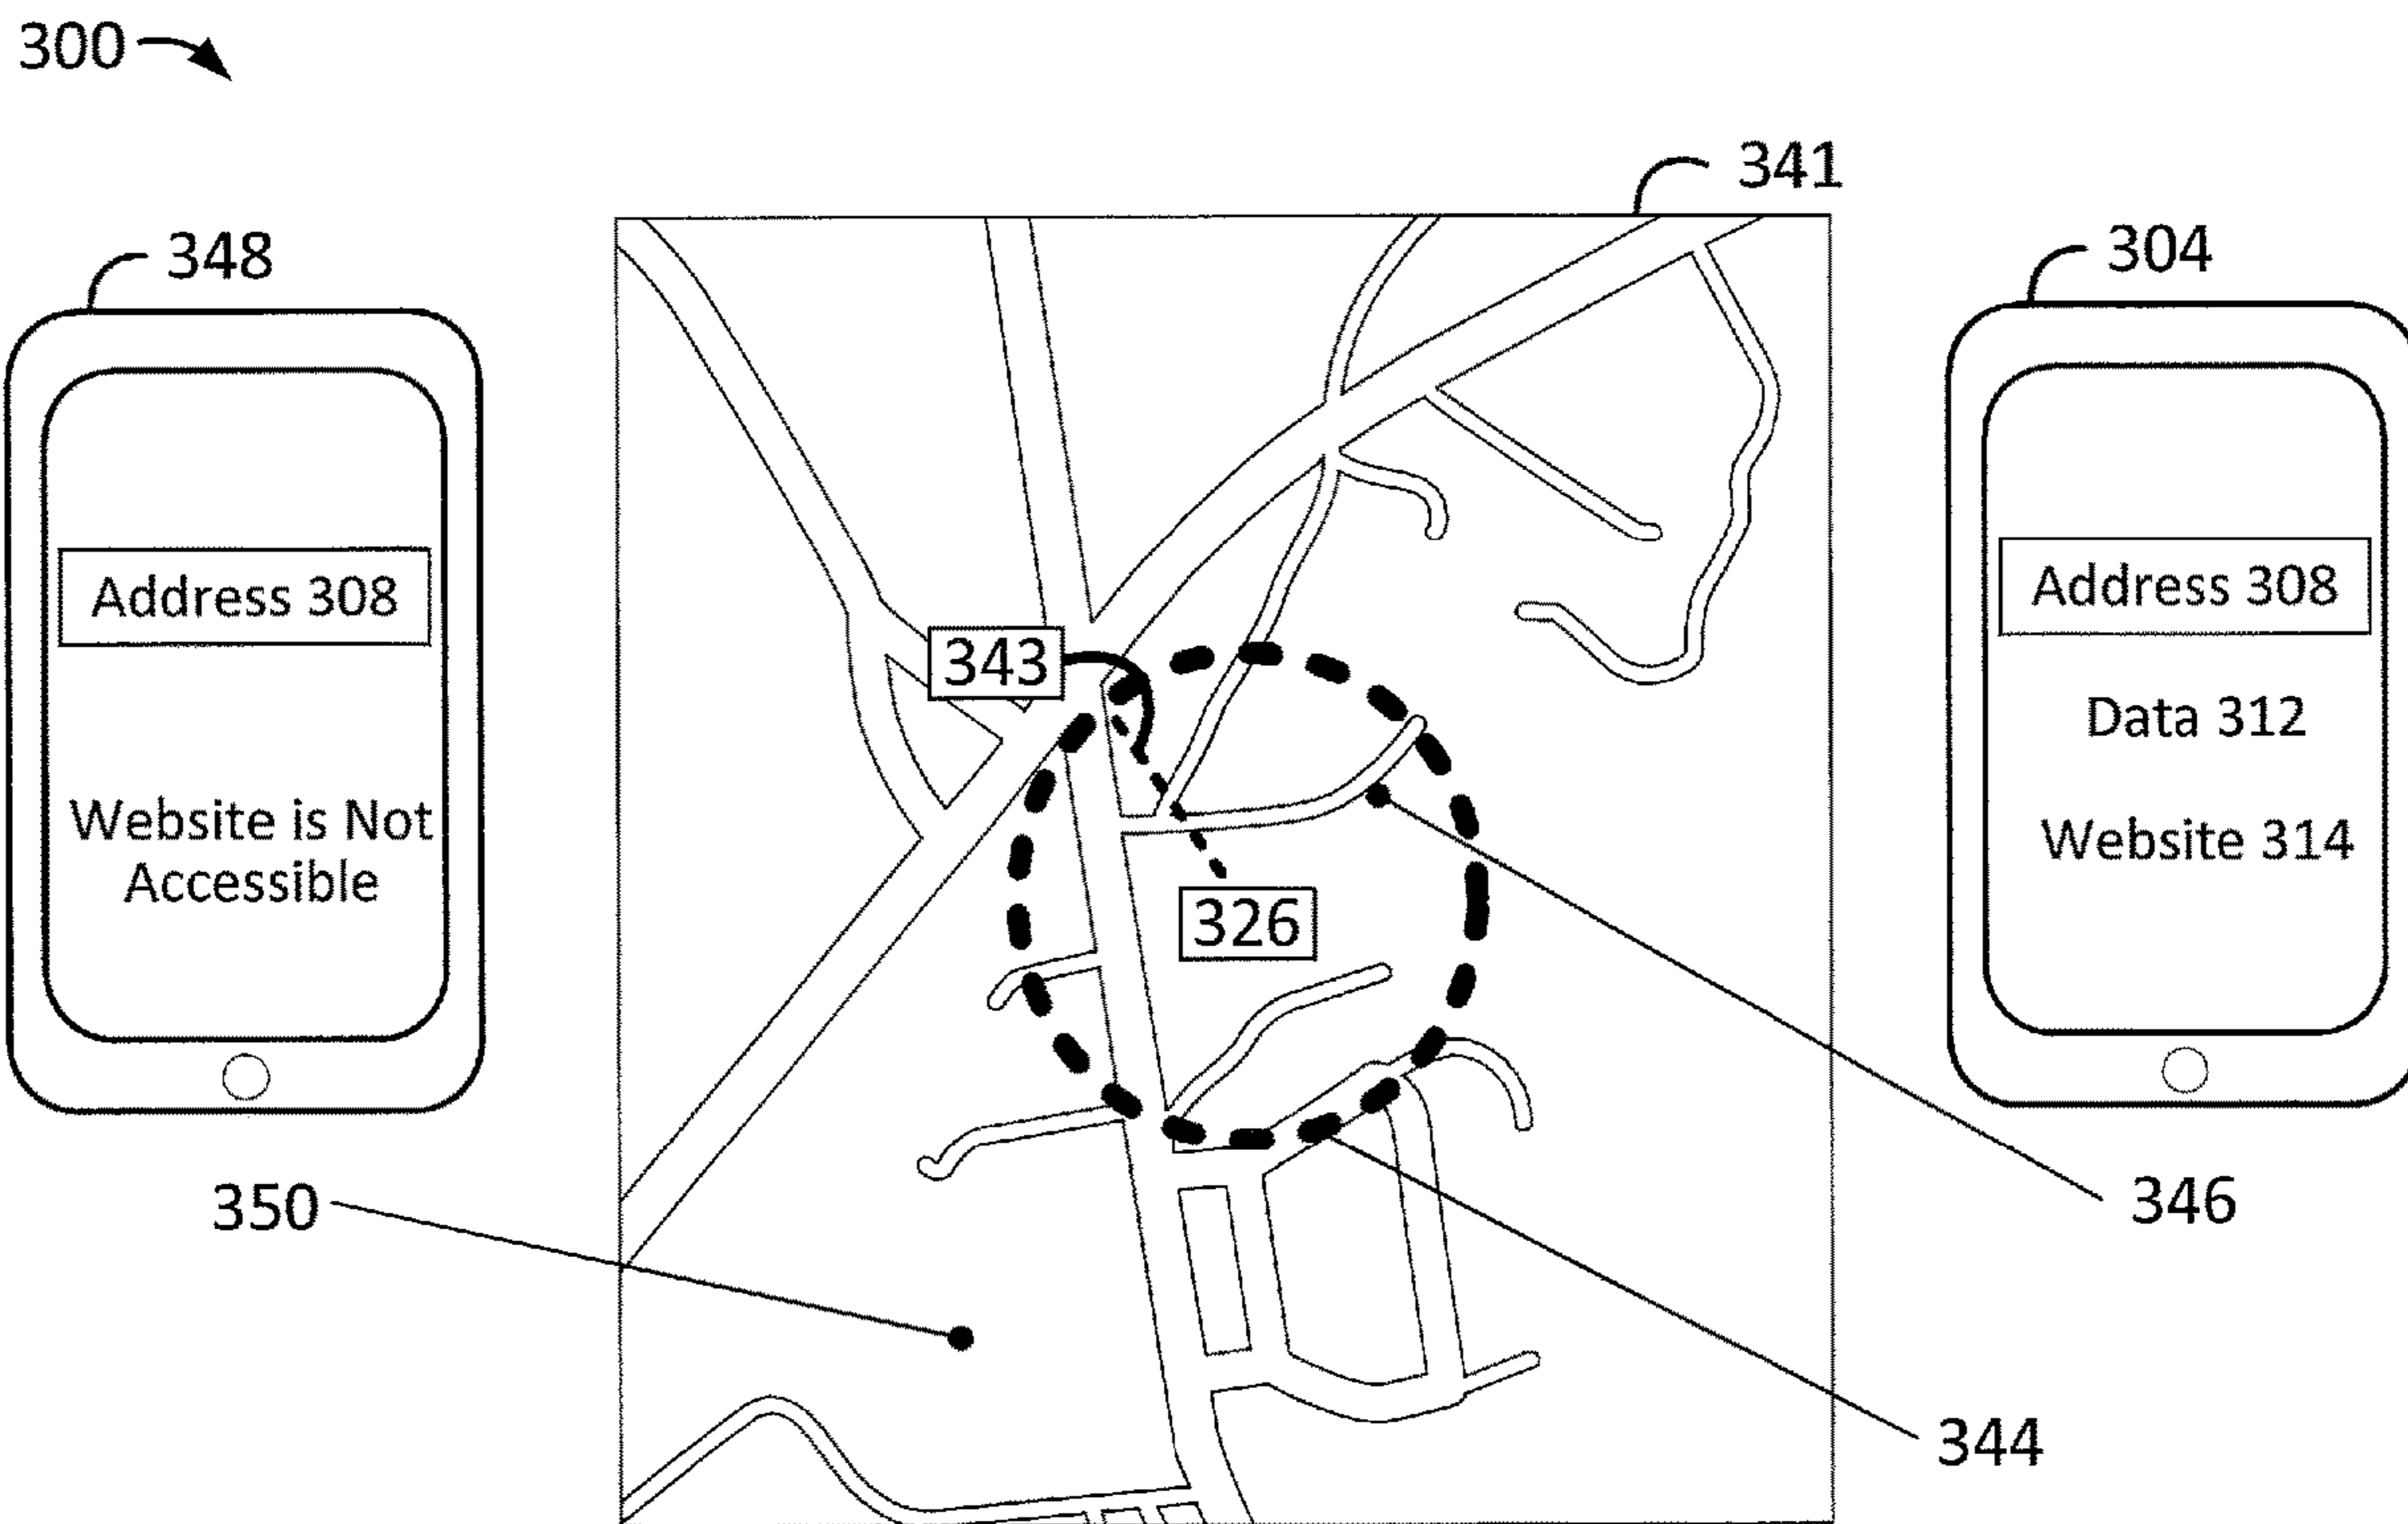 300
341
348
304
Address 308
Website is Not
Accessible
343
326
Address 308
Data 312
Website 314
350
346
344